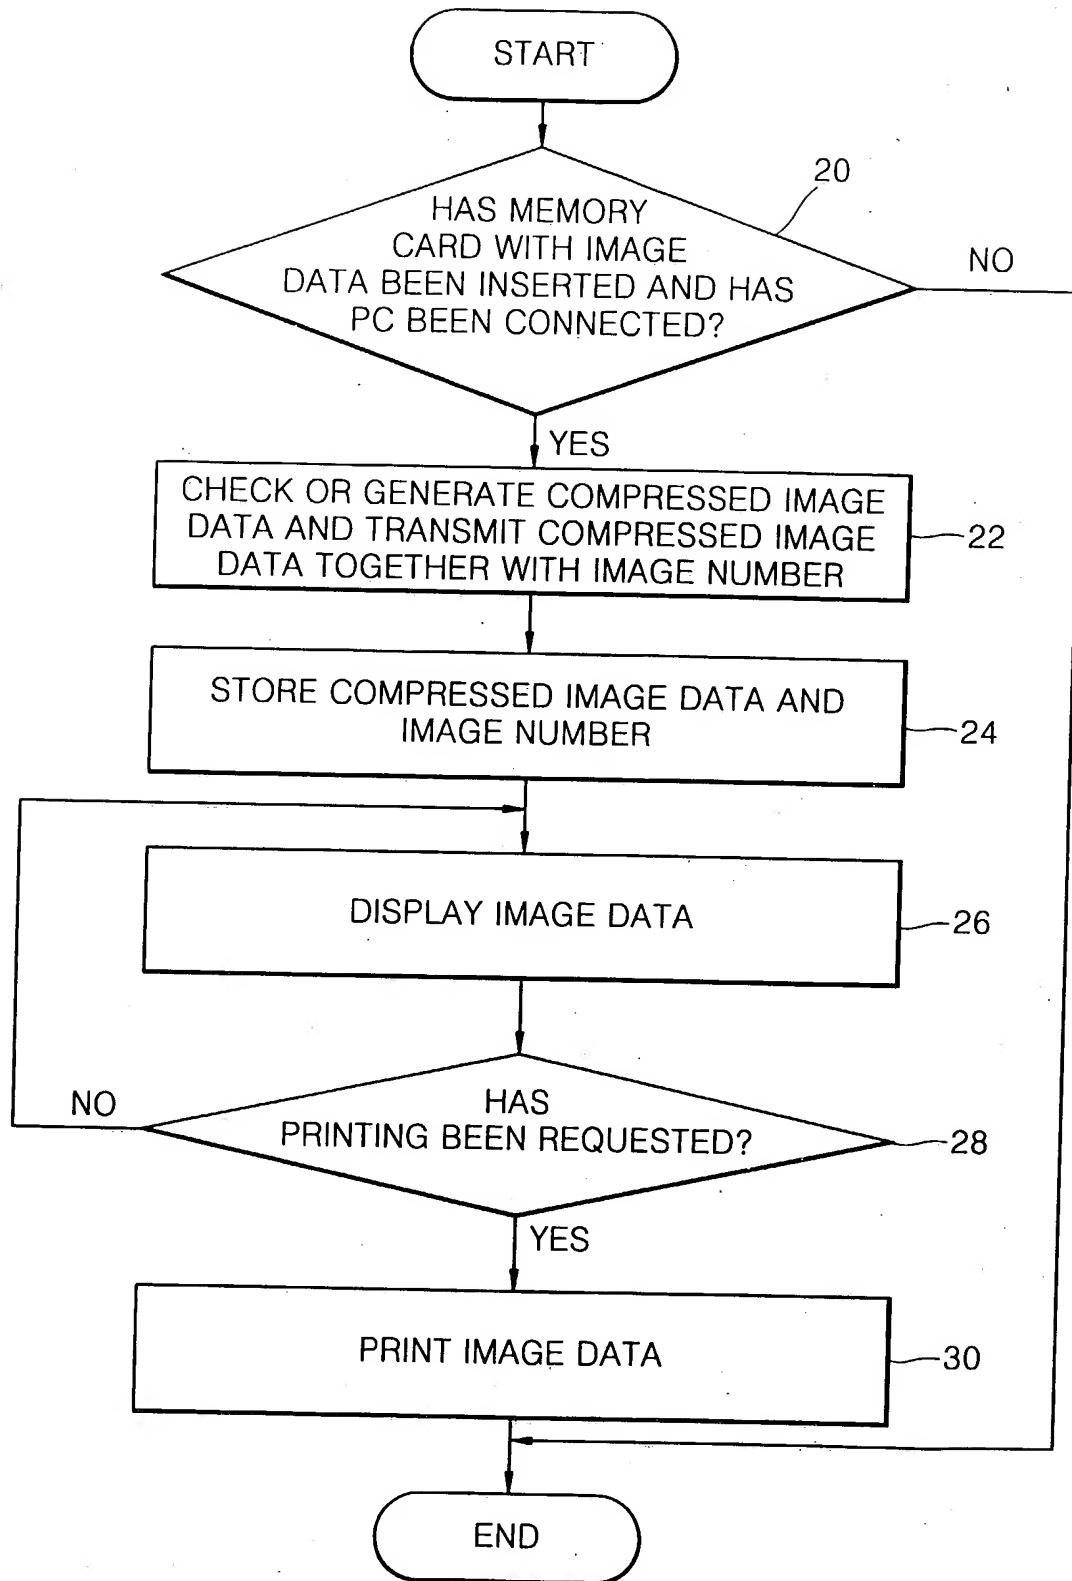 START
20
HAS MEMORY
CARD WITH IMAGE
DATA BEEN INSERTED AND HAS
PC BEEN CONNECTED?
NO
YES
CHECK OR GENERATE COMPRESSED IMAGE
DATA AND TRANSMIT COMPRESSED IMAGE
DATA TOGETHER WITH IMAGE NUMBER
22
STORE COMPRESSED IMAGE DATA AND
IMAGE NUMBER
24
DISPLAY IMAGE DATA
26
NO
HAS
PRINTING BEEN REQUESTED?
28
YES
PRINT IMAGE DATA
30
END